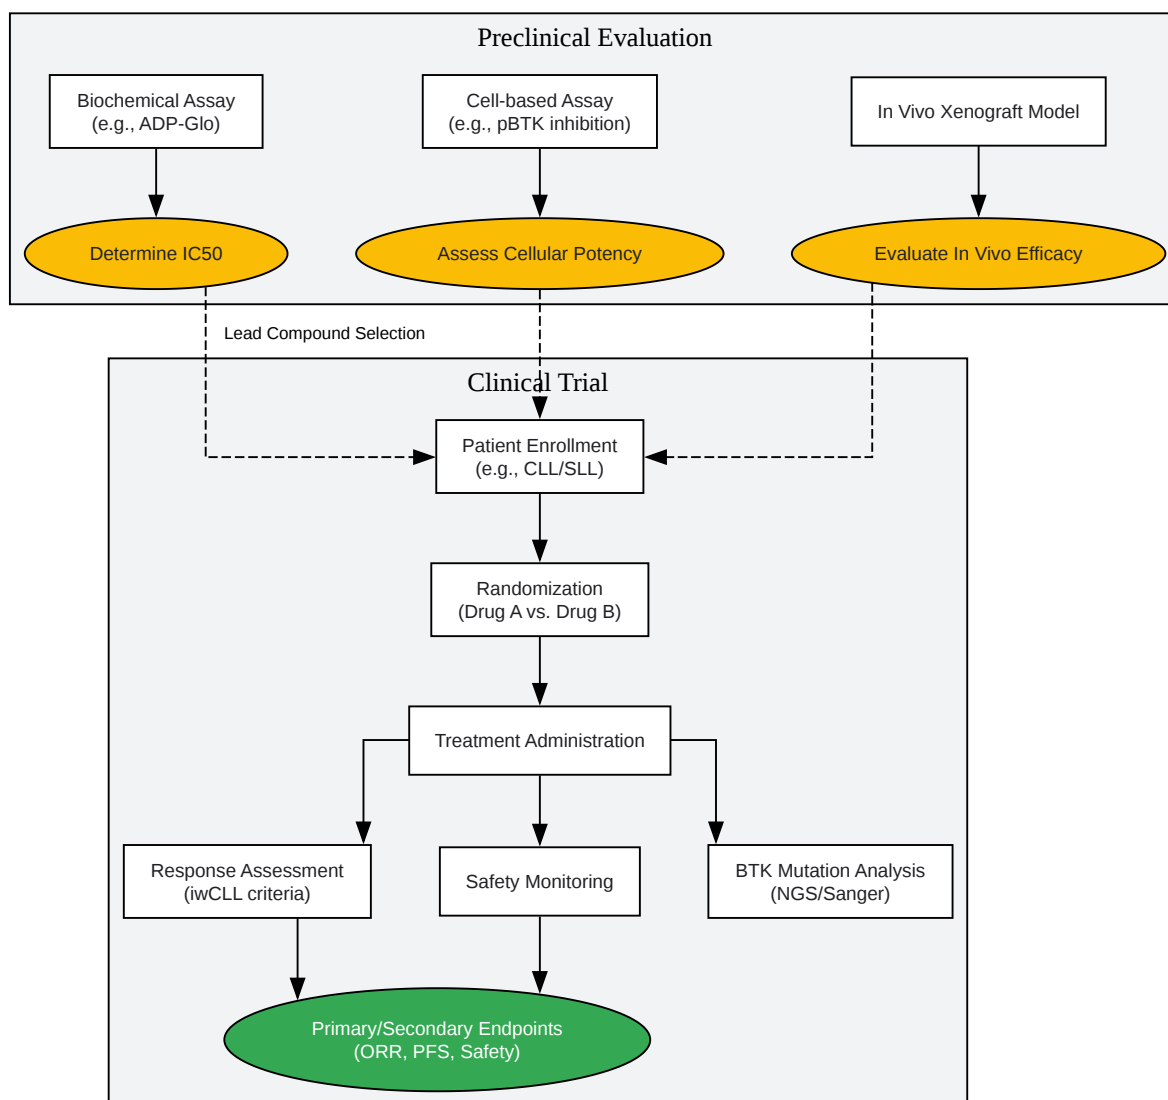 Preclinical Evaluation
Biochemical Assay
(e.g., ADP-Glo)
Cell-based Assay
(e.g., pBTK inhibition)
In Vivo Xenograft Model
Determine IC50
Assess Cellular Potency
Evaluate In Vivo Efficacy
Lead Compound Selection
Clinical Trial
Patient Enrollment
(e.g., CLL/SLL)
Randomization
(Drug A vs. Drug B)
Treatment Administration
Response Assessment
(iwCLL criteria)
Safety Monitoring
BTK Mutation Analysis
(NGS/Sanger)
Primary/Secondary Endpoints
(ORR, PFS, Safety)